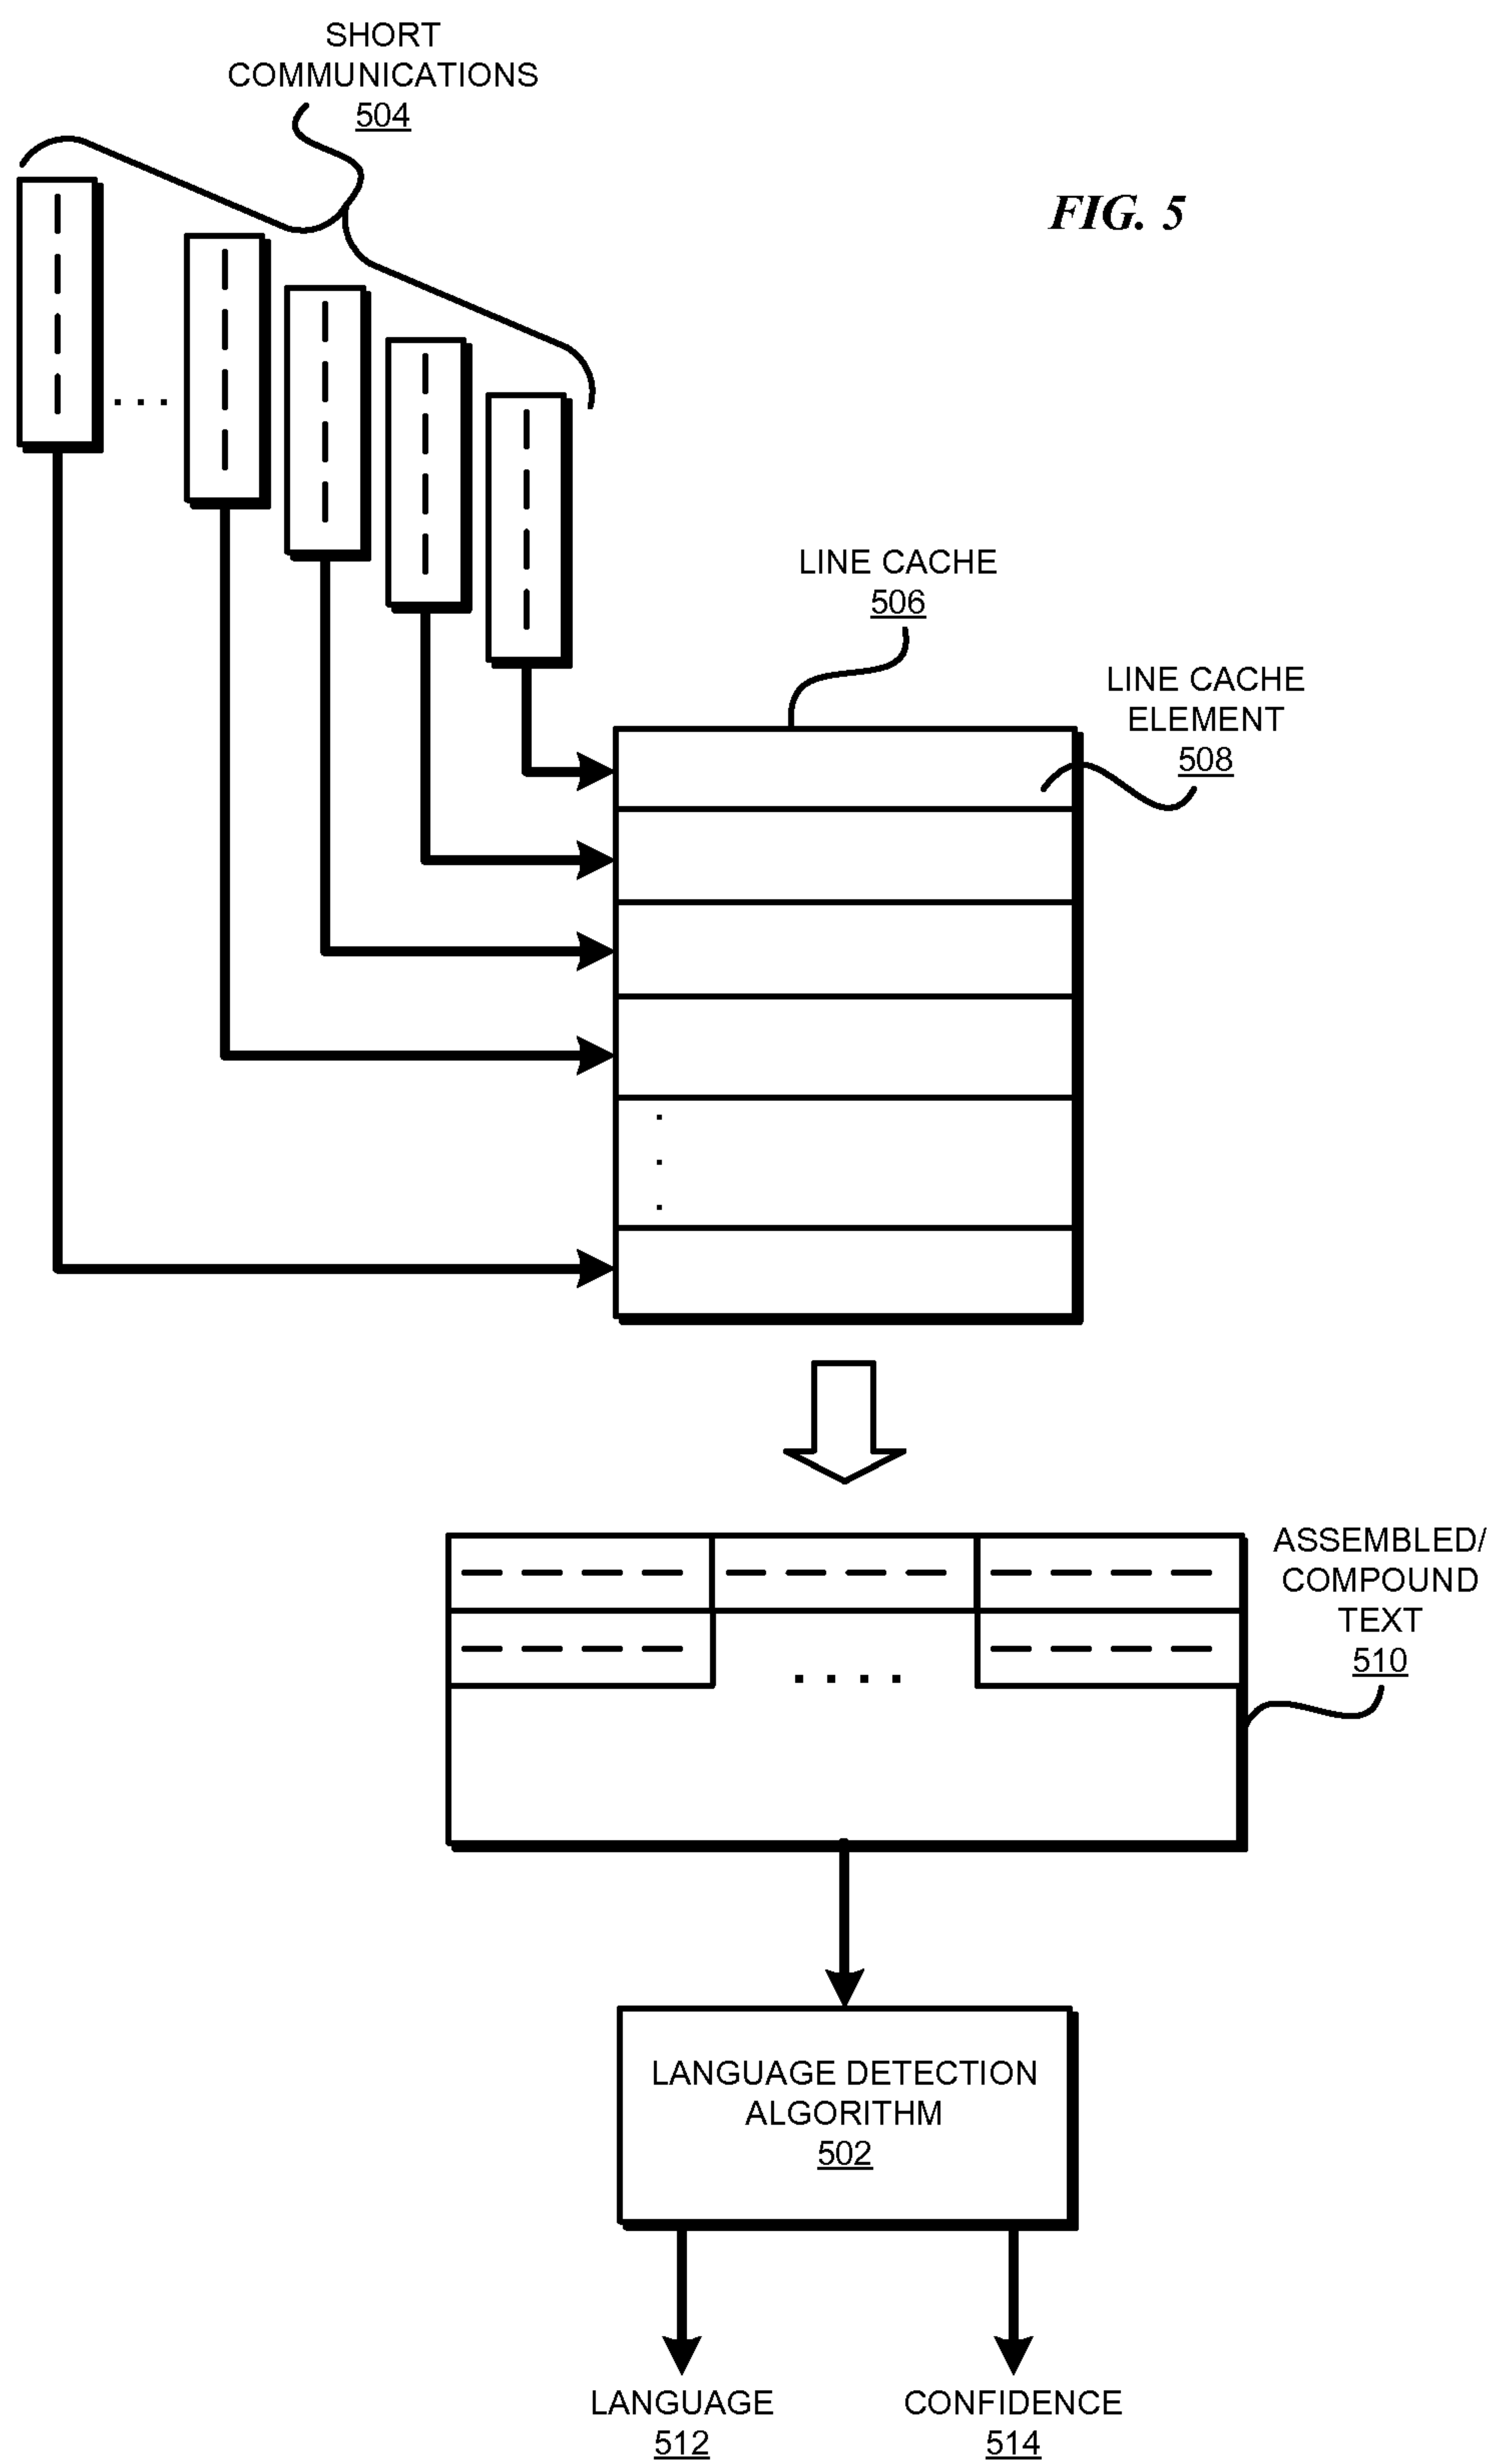 SHORT
COMMUNICATIONS
504
FIG. 5
LINE CACHE
506
LINE CACHE
ELEMENT
508
ASSEMBLED/
COMPOUND
TEXT
510
LANGUAGE DETECTION
ALGORITHM
502
LANGUAGE
512
CONFIDENCE
514